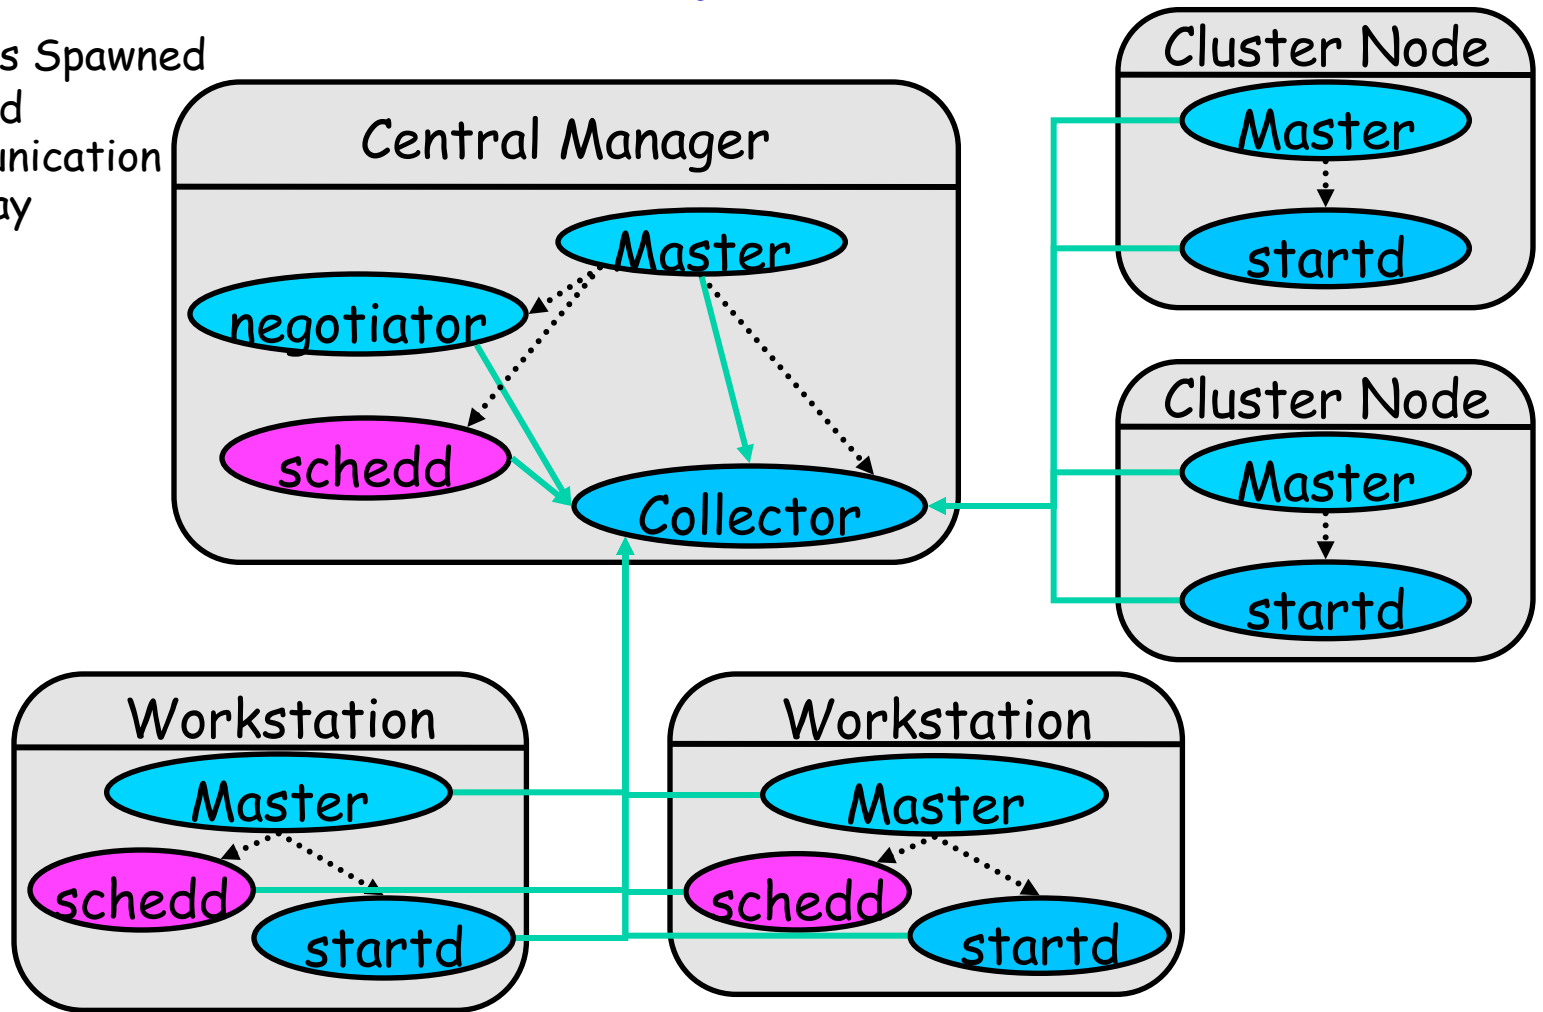 s Spawned
d
unication
ay
Central Manager
Master
negotiator
schedd
Collector
Cluster Node
Master
startd
Cluster Node
Master
startd
Workstation
Master
schedd
startd
Workstation
Master
schedd
startd